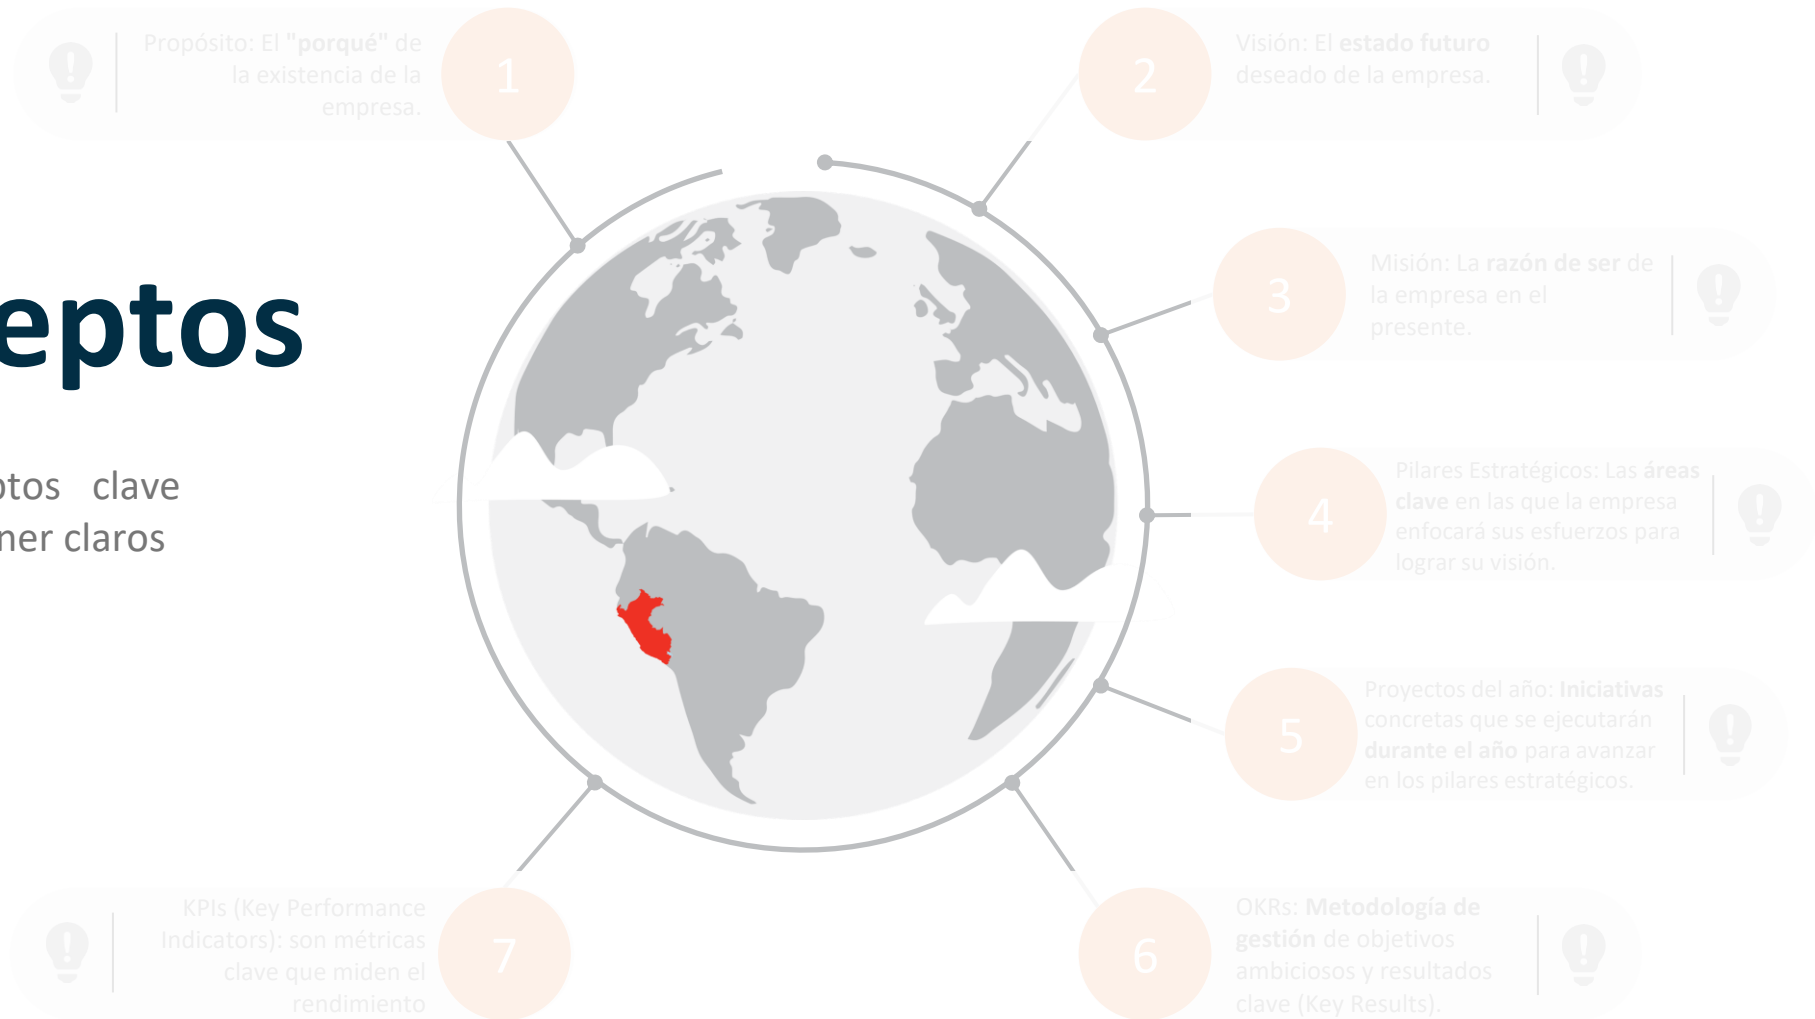 Propósito: El "porqué" de
la existencia de la
empresa.
1
2
Visión: El estado futuro
deseado de la empresa.
3
Misión: La razón de ser de
la empresa en el
presente.
eptos
ptos clave
ner claros
4
Pilares Estratégicos: Las áreas
clave en las que la empresa
enfocará sus esfuerzos para
lograr su visión.
5
Proyectos del año: Iniciativas
concretas que se ejecutarán
durante el año para avanzar
en los pilares estratégicos.
6
OKRs: Metodología de
gestión de objetivos
ambiciosos y resultados
clave (Key Results).
7
KPIs (Key Performance
Indicators): son métricas
clave que miden el
rendimiento